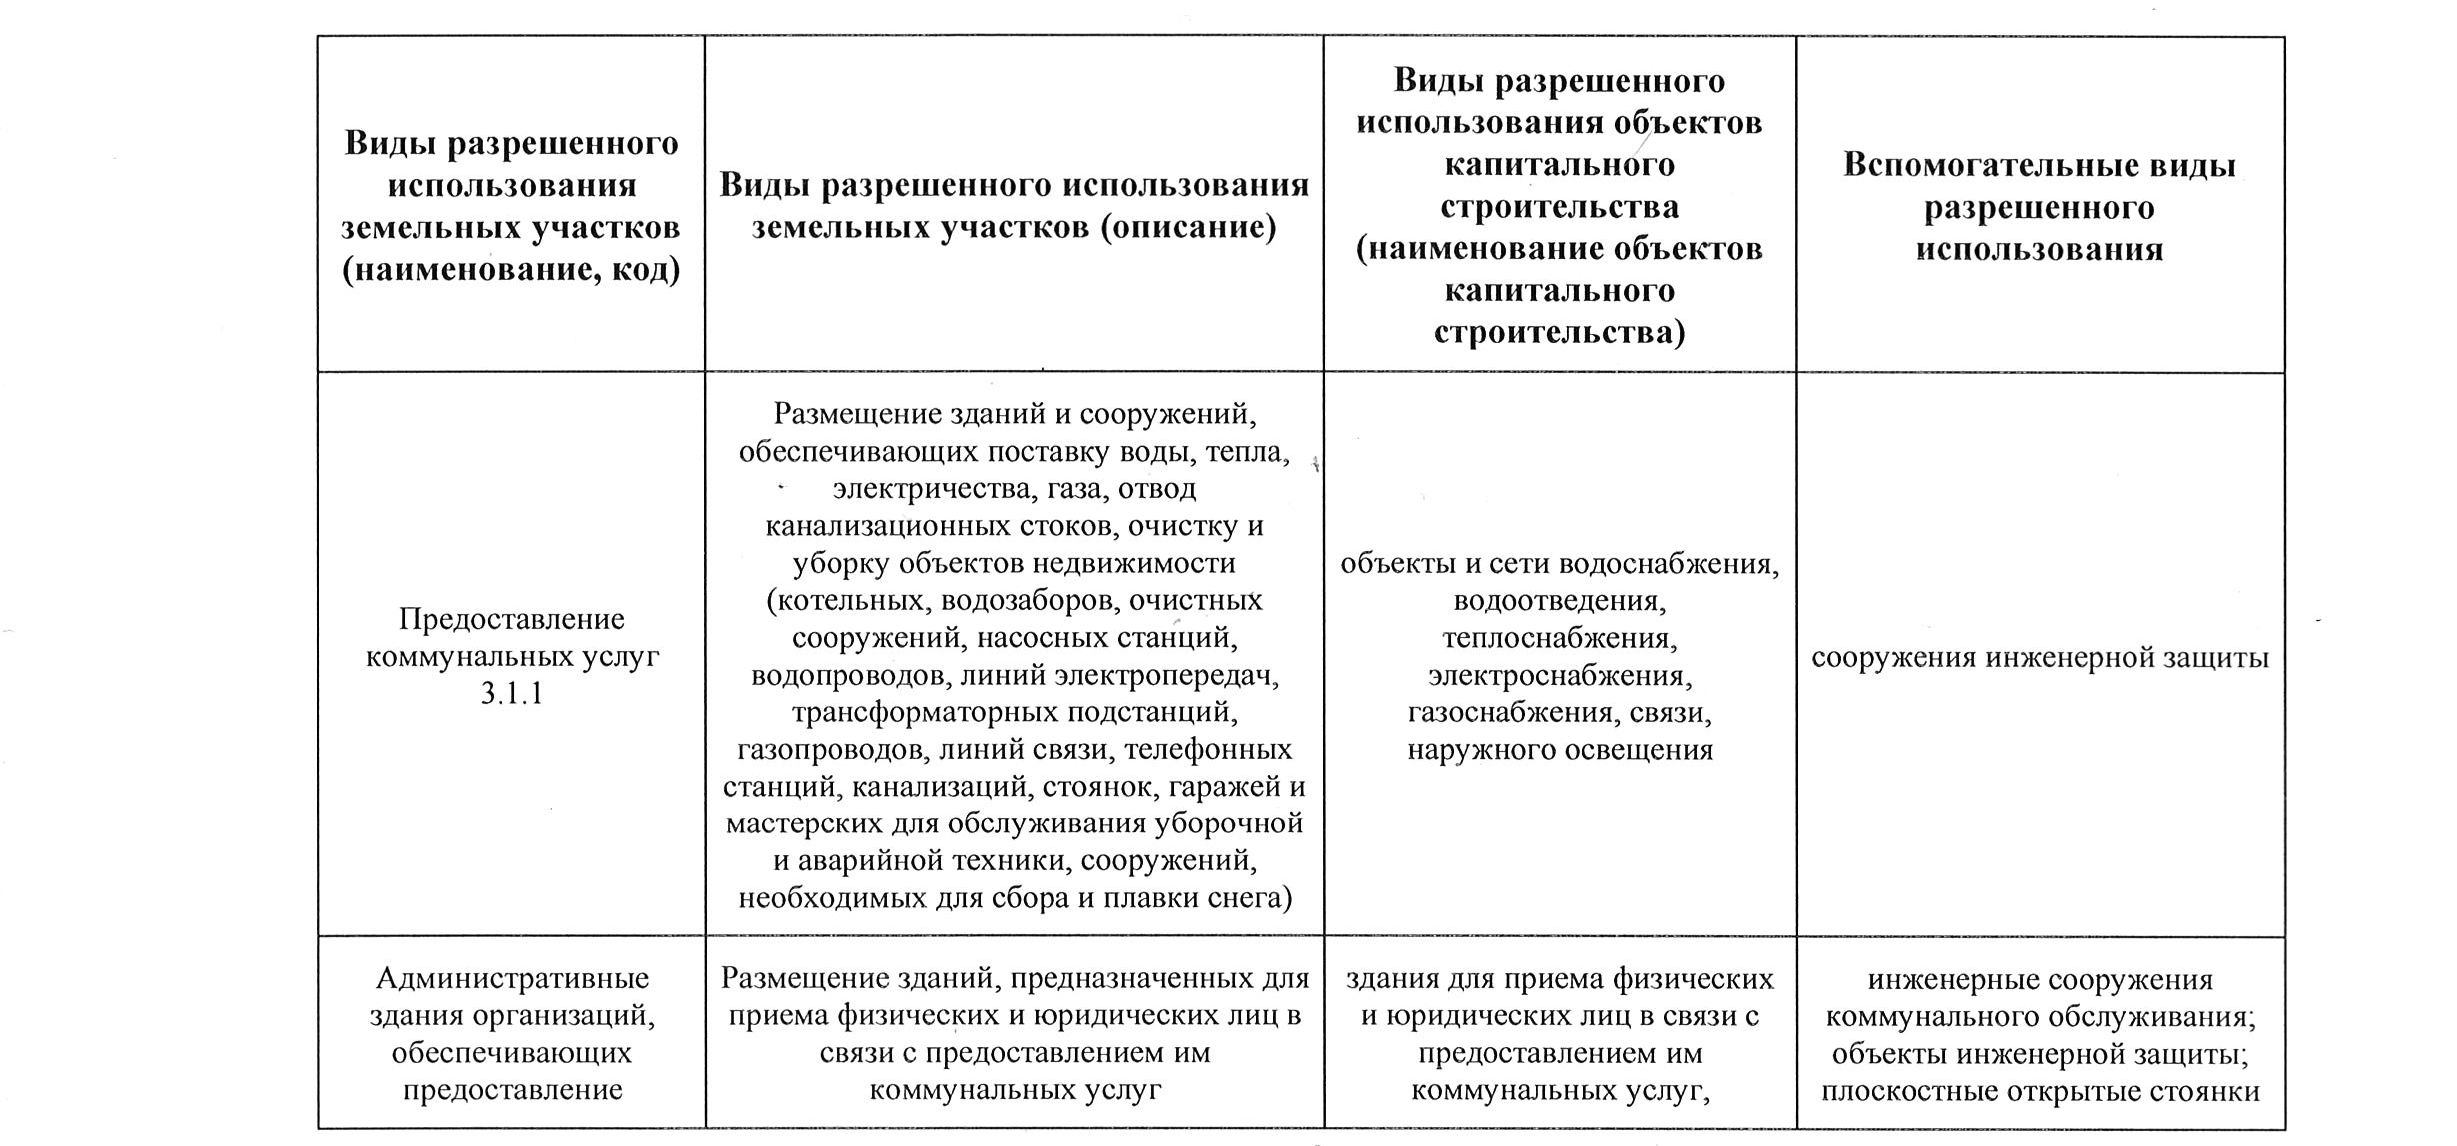 Виды разрешенного
использования
земельных участков
(наименование, код)
Виды разрешенного использования
земельных участков (описание)
Виды разрешенного
использования объектов
капитального
строительства
(наименование объектов
капитального
строительства)
Вспомогательные виды
разрешенного
использования
Предоставление
коммунальных услуг
3.1.1
Размещение зданий и сооружений,
обеспечивающих поставку воды, тепла,
электричества, газа, отвод
канализационных стоков, очистку и
уборку объектов недвижимости
(котельных, водозаборов, очистных
сооружений, насосных станций,
водопроводов, линий электропередач,
трансформаторных подстанций,
газопроводов, линий связи, телефонных
станций, канализаций, стоянок, гаражей и
мастерских для обслуживания уборочной
и аварийной техники, сооружений,
необходимых для сбора и плавки снега)
объекты и сети водоснабжения,
водоотведения,
теплоснабжения,
электроснабжения,
газоснабжения, связи,
наружного освещения
сооружения инженерной защиты
Административные
здания организаций,
обеспечивающих
предоставление
Размещение зданий, предназначенных для
приема физических и юридических лиц в
связи с предоставлением им
коммунальных услуг
здания для приема физических
и юридических лиц в связи с
предоставлением им
коммунальных услуг,
инженерные сооружения
коммунального обслуживания;
объекты инженерной защиты;
плоскостные открытые стоянки